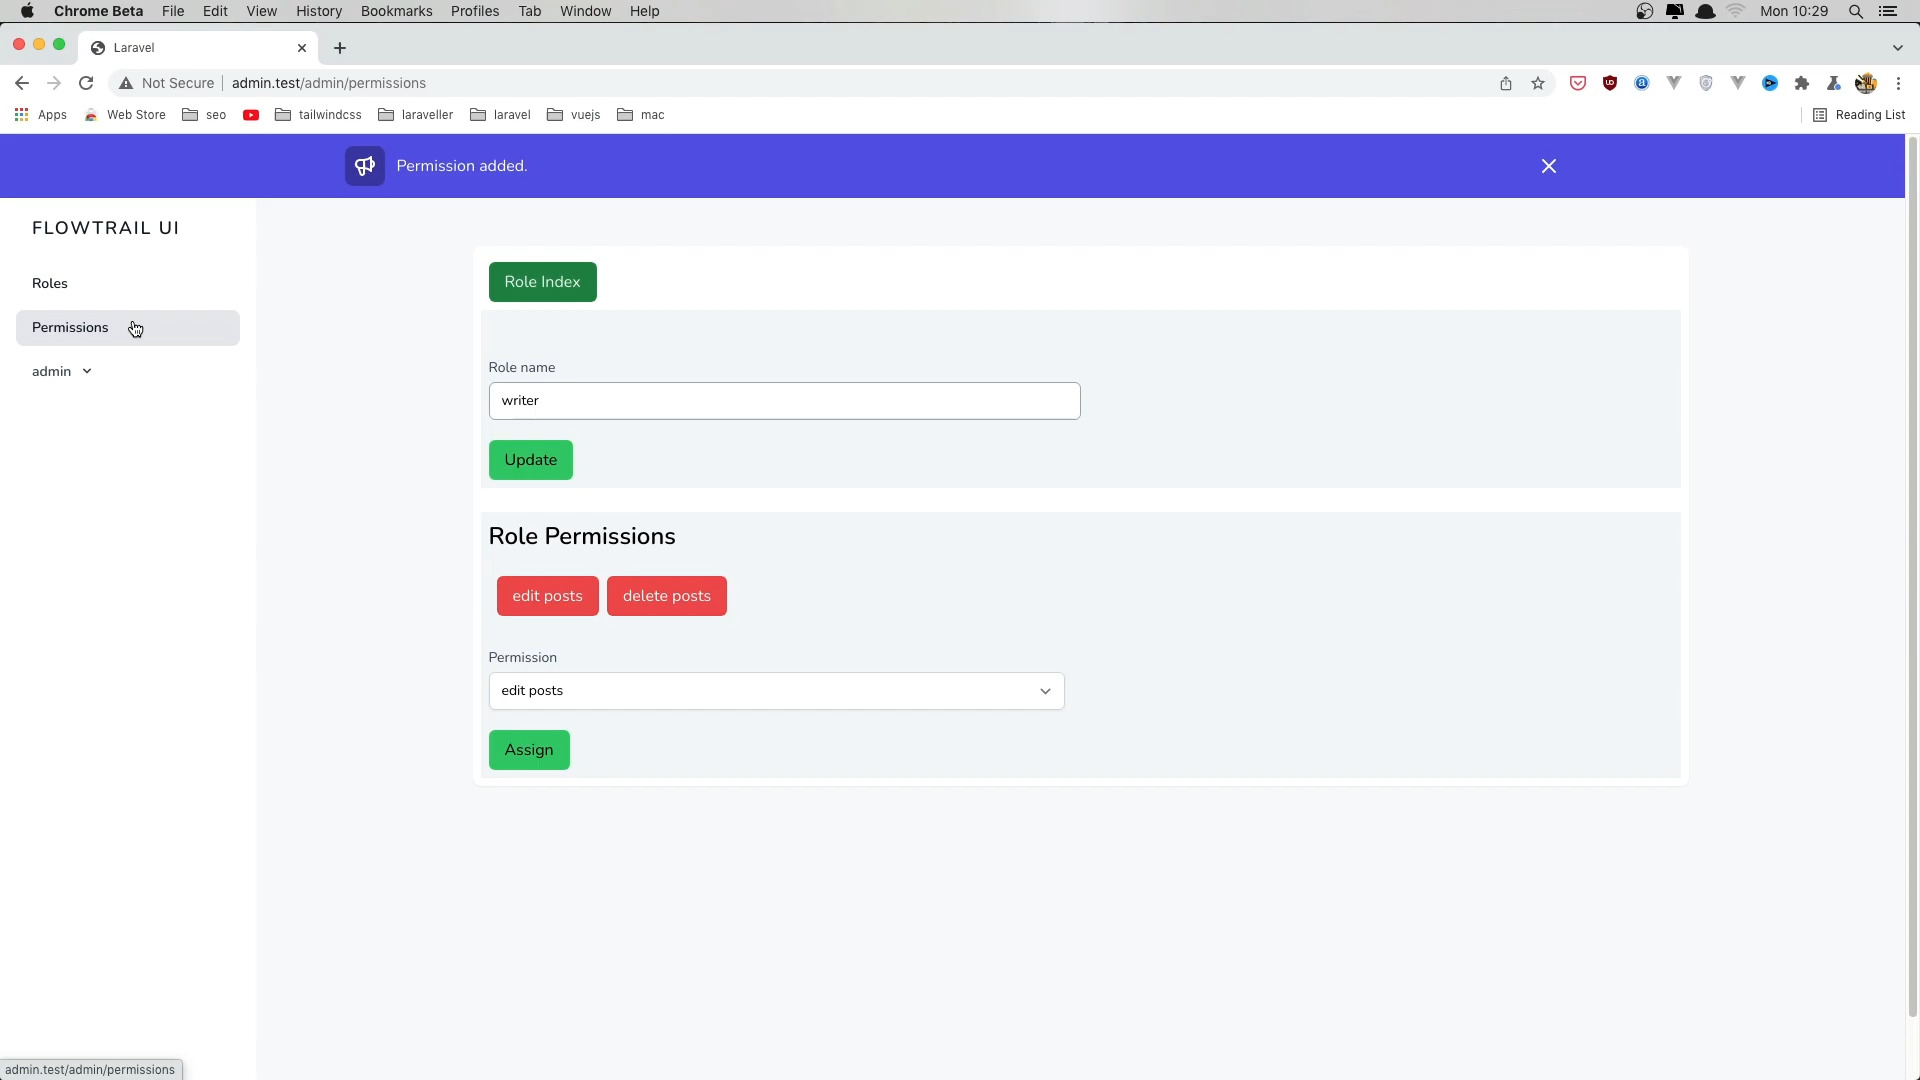 Chrome Beta File Edit View History Bookmarks Profiles Tab Window Help Mon 10:29
Laravel
Not Secure admin.test/admin/permissions
Apps Web Store seo tailwindcss laraveller laravel vuejs mac Reading List
Permission added.
FLOWTRAIL UI
Roles
Permissions
admin
Role Index
Role name
writer
Update
Role Permissions
edit posts delete posts
Permission
edit posts
Assign
admin.test/admin/permissions